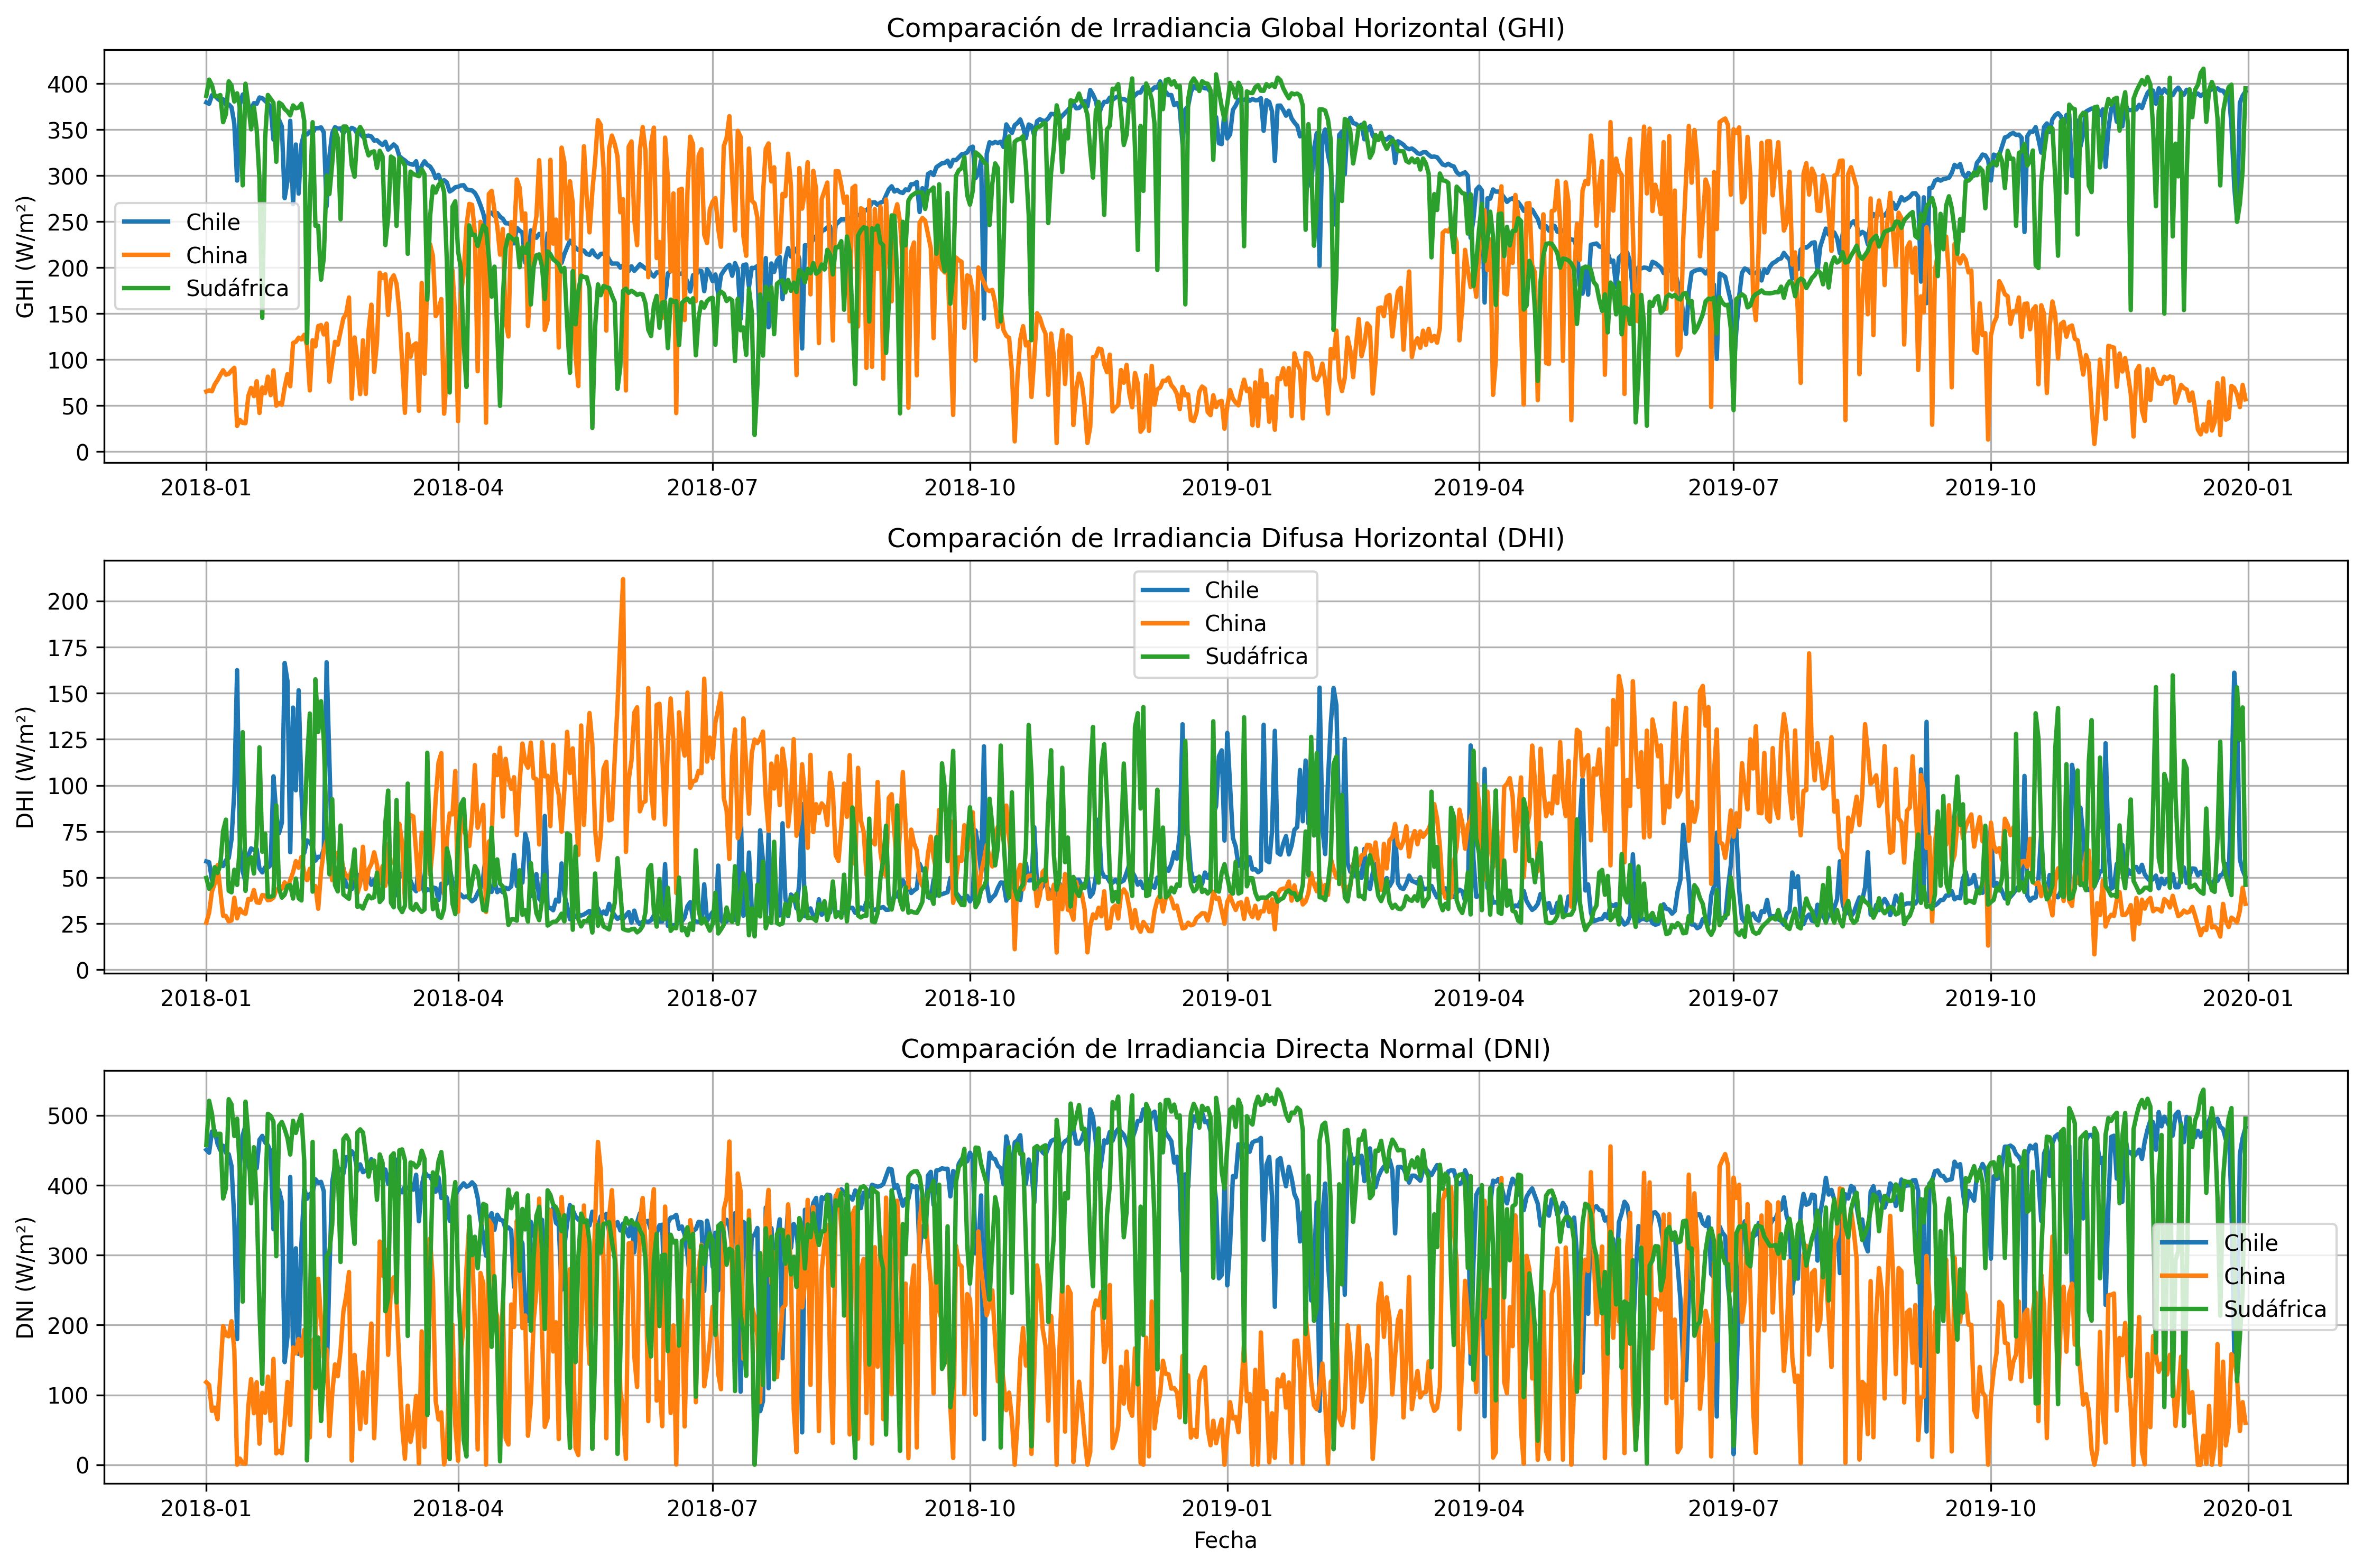 Comparación de Irradiancia Global Horizontal (GHI)
GHI (W/m²)
400
350
300
250
200
150
100
50
0
Chile
China
Sudáfrica
2018-01 2018-04 2018-07 2018-10 2019-01 2019-04 2019-07 2019-10 2020-01
Comparación de Irradiancia Difusa Horizontal (DHI)
DHI (W/m²)
200
175
150
125
100
75
50
25
0
Chile
China
Sudáfrica
2018-01 2018-04 2018-07 2018-10 2019-01 2019-04 2019-07 2019-10 2020-01
Comparación de Irradiancia Directa Normal (DNI)
DNI (W/m²)
500
400
300
200
100
0
Chile
China
Sudáfrica
2018-01 2018-04 2018-07 2018-10 2019-01 2019-04 2019-07 2019-10 2020-01
Fecha